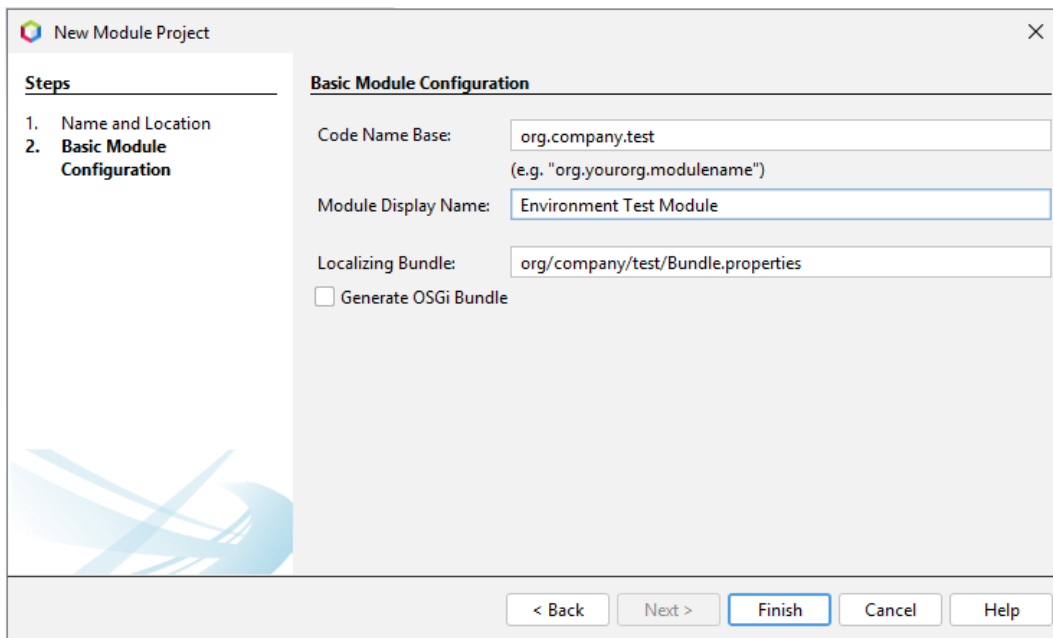 New Module Project
Steps
1. Name and Location
2. Basic Module
Configuration
Basic Module Configuration
Code Name Base: org.company.test
(e.g. "org.yourorg.modulename")
Module Display Name: Environment Test Module
Localizing Bundle: org/company/test/Bundle.properties
Generate OSGi Bundle
< Back Next > Finish Cancel Help